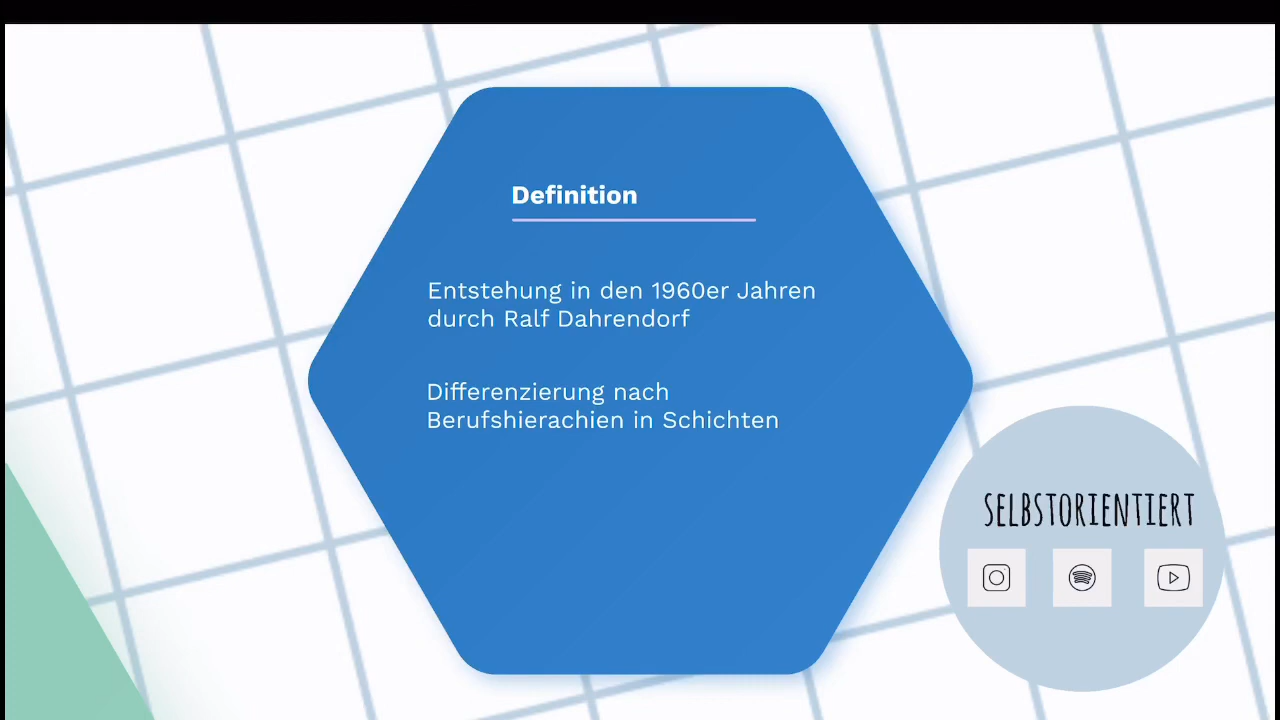 Definition
Entstehung in den 1960er Jahren
durch Ralf Dahrendorf
Differenzierung nach
Berufshierachien in Schichten
SELBSTORIENTIERT